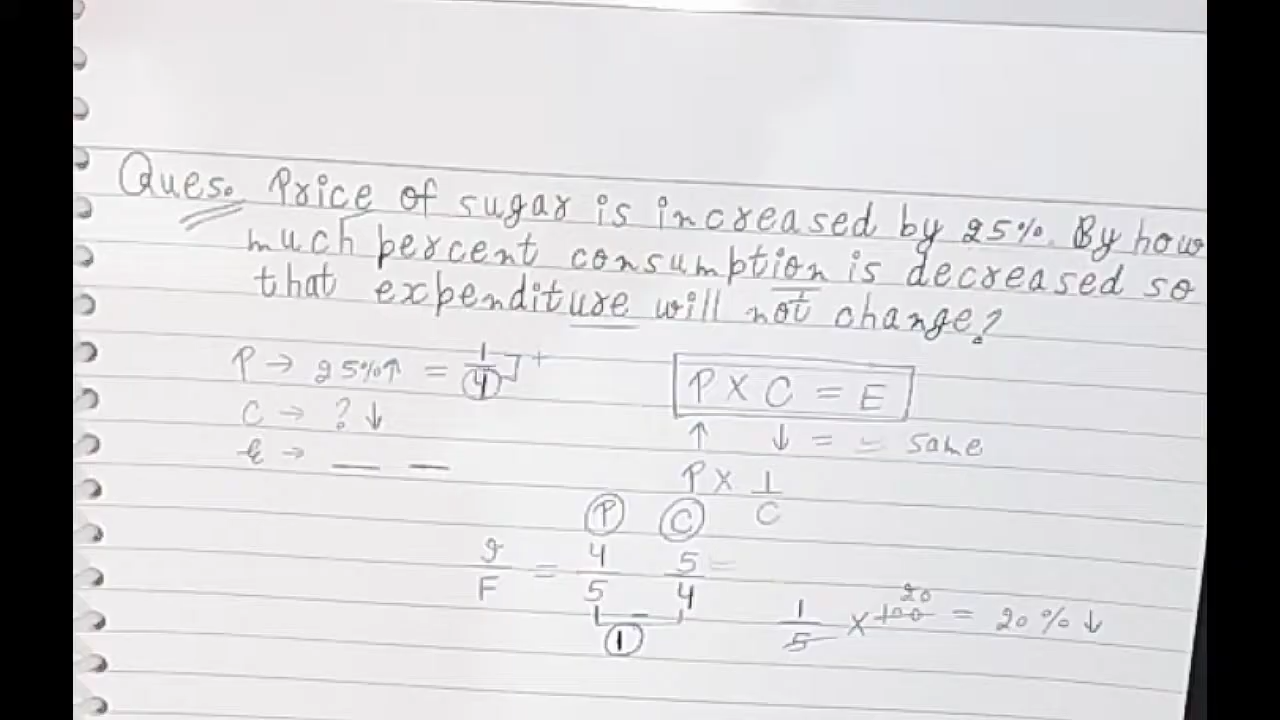 Ques. Price of sugar is increased by 25%. By how
much percent consumption is decreased so
that expenditure will not change?
P → 25%↑ = 1/4 ] +
P × C = E
C → ? ↓
↑ ↓ = = same
E → — —
P × 1/C
P C
I/F = 4/5 5/4 =
1
1/5 × 100 20 = 20% ↓